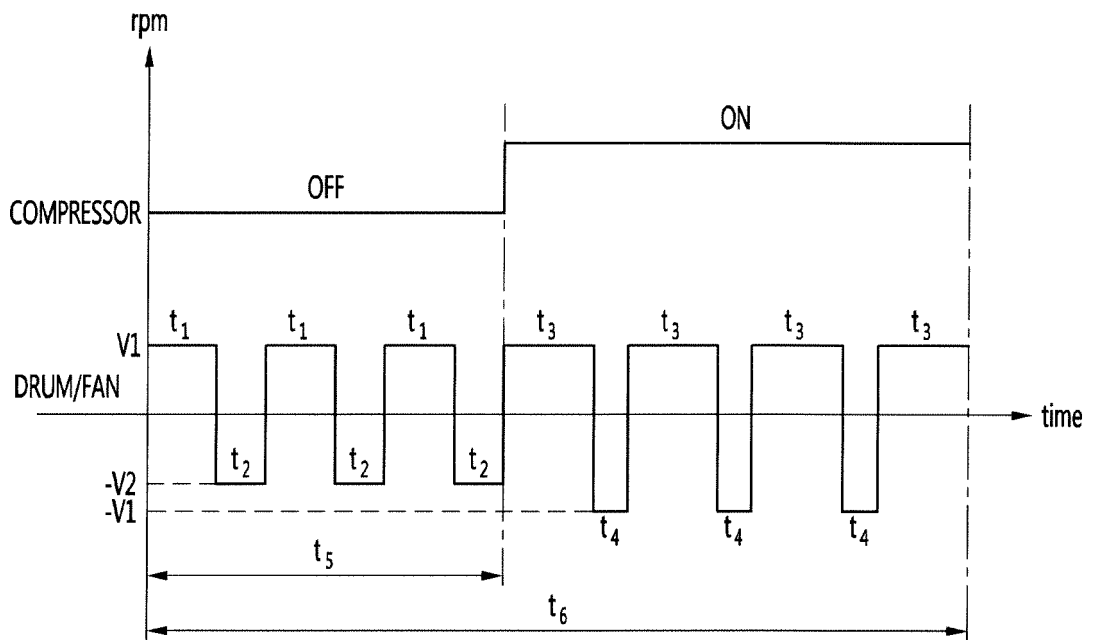 rpm
ON
OFF
COMPRESSOR
t1 t1 t1 t3 t3 t3 t3
V1
DRUM/FAN
time
t2 t2 t2
-V2
-V1
t4 t4 t4
t5
t6